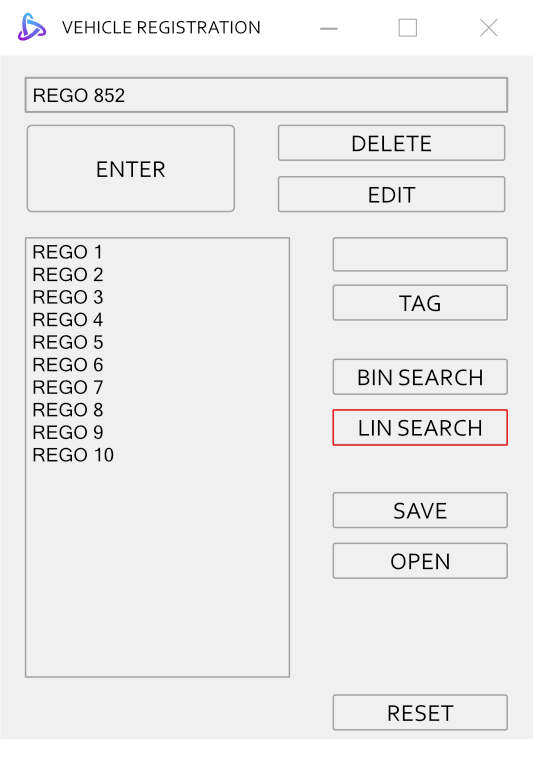 VEHICLE REGISTRATION
REGO 852
ENTER
DELETE
EDIT
REGO 1
REGO 2
REGO 3
REGO 4
REGO 5
REGO 6
REGO 7
REGO 8
REGO 9
REGO 10
TAG
BIN SEARCH
LIN SEARCH
SAVE
OPEN
RESET